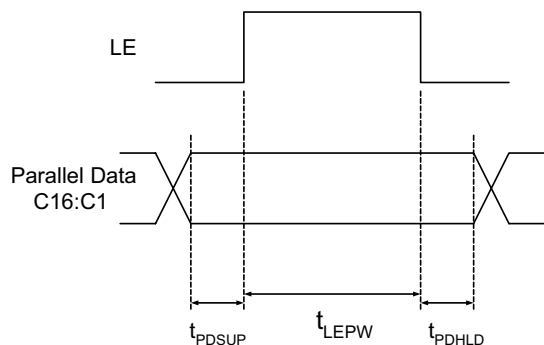 LE
Parallel Data
C16:C1
tPDSUP
tLEPW
tPDHLD